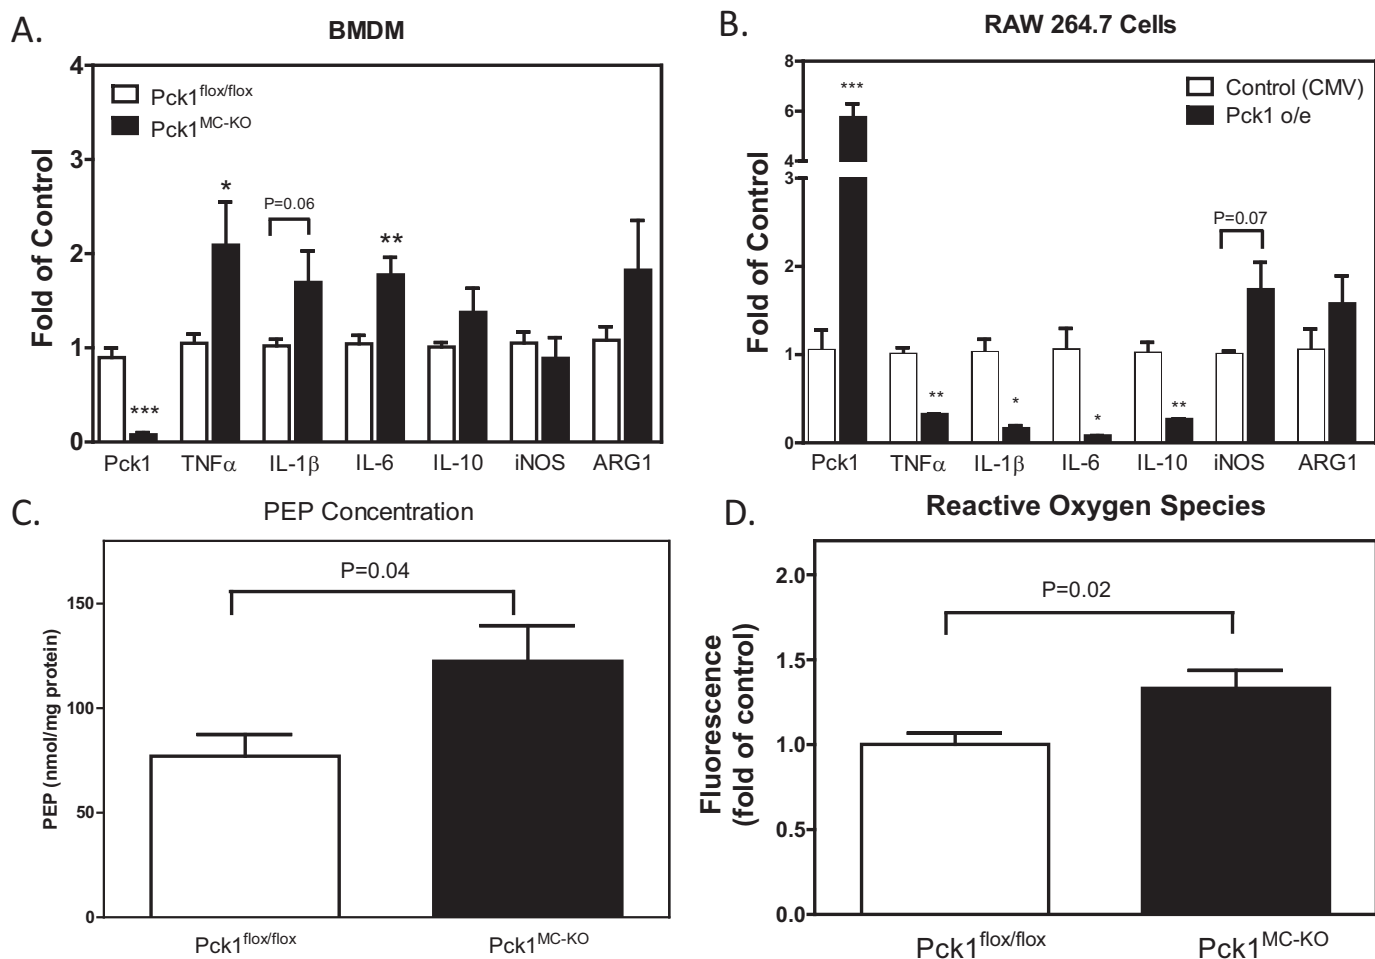 A.
BMDM
Fold of Control
4
3
2
1
0
Pck1flox/flox
Pck1MC-KO
***
*
P=0.06
**
Pck1 TNFα IL-1β IL-6 IL-10 iNOS ARG1
B.
RAW 264.7 Cells
Fold of Control
8
6
4
3
2
1
0
Control (CMV)
Pck1 o/e
***
**
*
*
**
P=0.07
Pck1 TNFα IL-1β IL-6 IL-10 iNOS ARG1
C.
PEP Concentration
PEP (nmol/mg protein)
150
100
50
0
P=0.04
Pck1flox/flox Pck1MC-KO
D.
Reactive Oxygen Species
Fluorescence
(fold of control)
2.0
1.5
1.0
0.5
0.0
P=0.02
Pck1flox/flox Pck1MC-KO